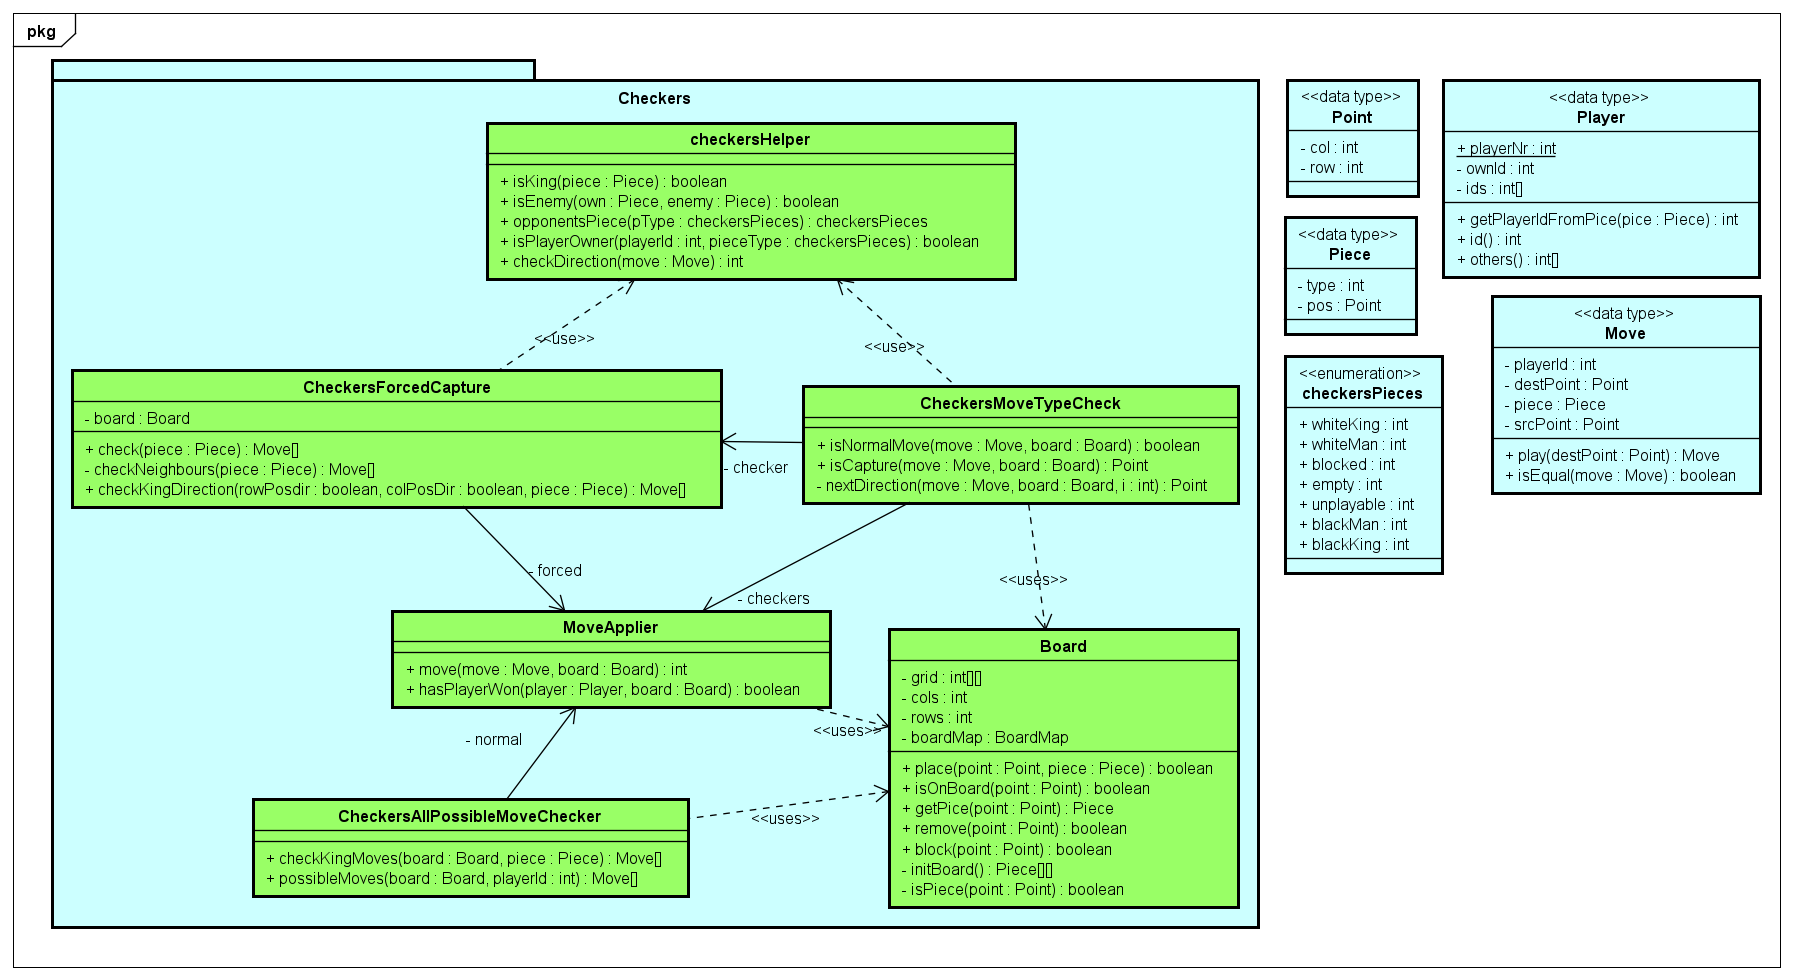 pkg
Checkers
checkersHelper
+ isKing(piece : Piece) : boolean
+ isEnemy(own : Piece, enemy : Piece) : boolean
+ opponentsPiece(pType : checkersPieces) : checkersPieces
+ isPlayerOwner(playerId : int, pieceType : checkersPieces) : boolean
+ checkDirection(move : Move) : int
<<use>>
<<use>>
CheckersForcedCapture
- board : Board
+ check(piece : Piece) : Move[]
- checkNeighbours(piece : Piece) : Move[]
+ checkKingDirection(rowPosdir : boolean, colPosDir : boolean, piece : Piece) : Move[]
- checker
CheckersMoveTypeCheck
+ isNormalMove(move : Move, board : Board) : boolean
+ isCapture(move : Move, board : Board) : Point
- nextDirection(move : Move, board : Board, i : int) : Point
- forced
- checkers
<<uses>>
MoveApplier
+ move(move : Move, board : Board) : int
+ hasPlayerWon(player : Player, board : Board) : boolean
- normal
<<uses>>
CheckersAllPossibleMoveChecker
+ checkKingMoves(board : Board, piece : Piece) : Move[]
+ possibleMoves(board : Board, playerId : int) : Move[]
<<uses>>
Board
- grid : int[][]
- cols : int
- rows : int
- boardMap : BoardMap
+ place(point : Point, piece : Piece) : boolean
+ isOnBoard(point : Point) : boolean
+ getPice(point : Point) : Piece
+ remove(point : Point) : boolean
+ block(point : Point) : boolean
- initBoard() : Piece[][]
- isPiece(point : Point) : boolean
<<data type>>
Point
- col : int
- row : int
<<data type>>
Piece
- type : int
- pos : Point
<<enumeration>>
checkersPieces
+ whiteKing : int
+ whiteMan : int
+ blocked : int
+ empty : int
+ unplayable : int
+ blackMan : int
+ blackKing : int
<<data type>>
Player
+ playerNr : int
- ownId : int
- ids : int[]
+ getPlayerIdFromPice(pice : Piece) : int
+ id() : int
+ others() : int[]
<<data type>>
Move
- playerId : int
- destPoint : Point
- piece : Piece
- srcPoint : Point
+ play(destPoint : Point) : Move
+ isEqual(move : Move) : boolean